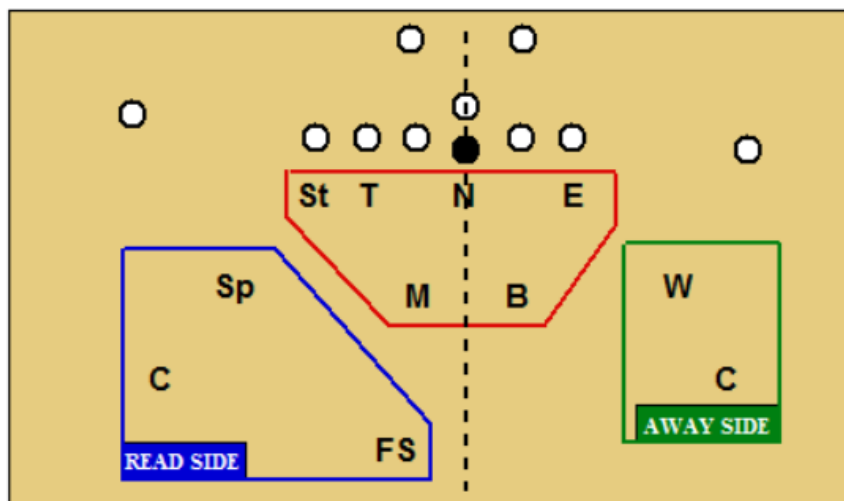 St T N E
Sp M B W
C C
FS
READ SIDE AWAY SIDE